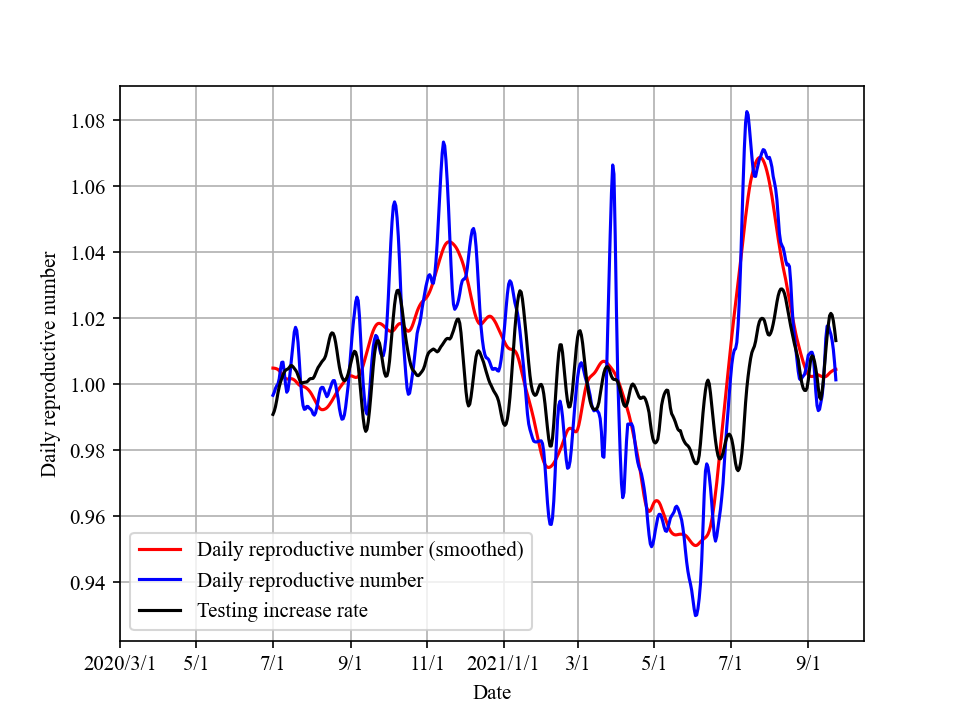 1.08
1.06
1.04
1.02
1.00
0.98
0.96
0.94
Daily reproductive number
Daily reproductive number (smoothed)
Daily reproductive number
Testing increase rate
2020/3/1 5/1 7/1 9/1 11/1 2021/1/1 3/1 5/1 7/1 9/1
Date